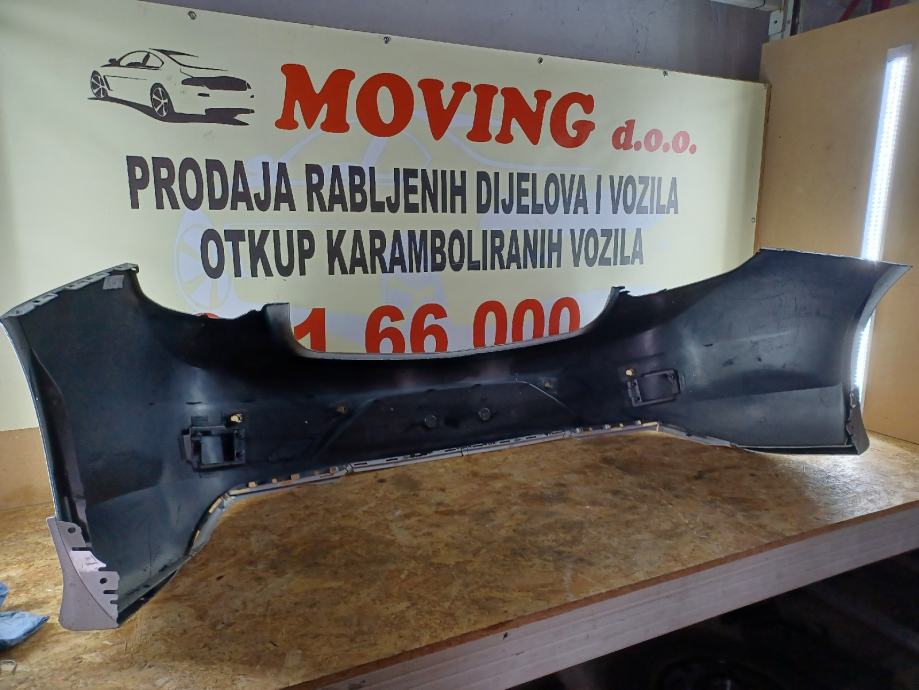 MOVING d.o.o.
PRODAJA RABLJENIH DIJELOVA I VOZILA
OTKUP KARAMBOLIRANIH VOZILA
1 66 000